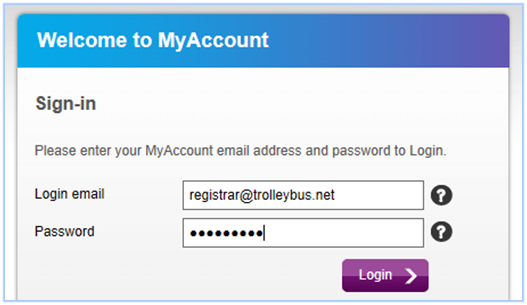 Welcome to MyAccount
Sign-in
Please enter your MyAccount email address and password to Login.
Login email registrar@trolleybus.net ?
Password ●●●●●●●●● ?
Login